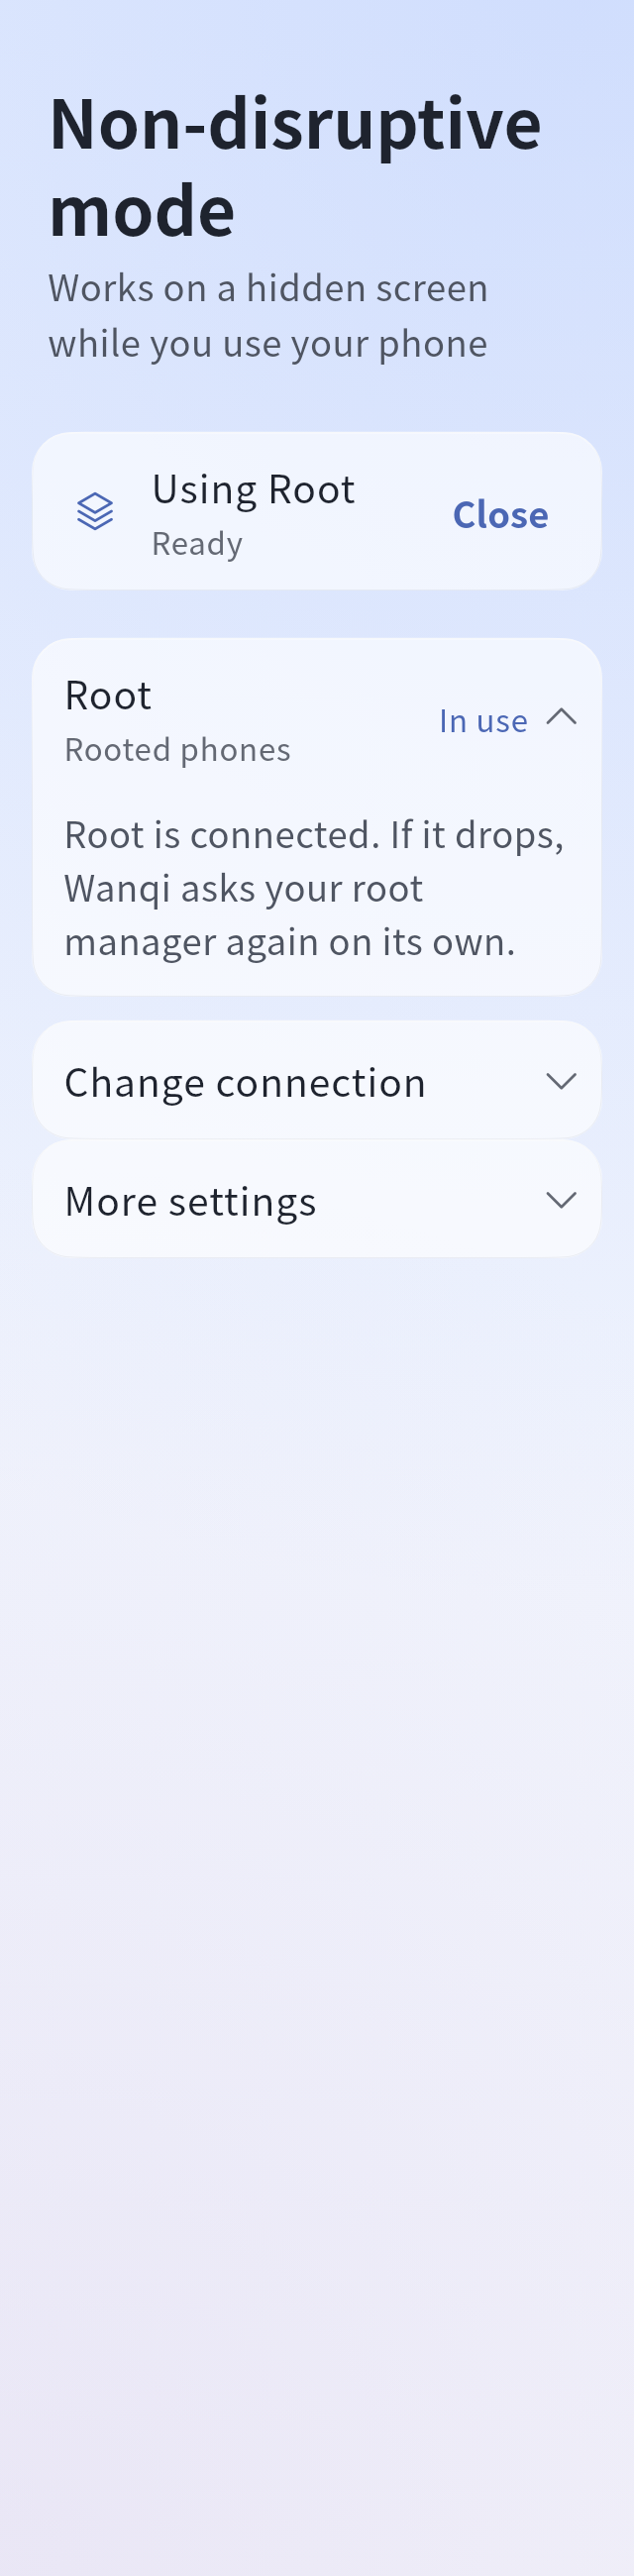 Non-disruptive
mode
Works on a hidden screen
while you use your phone
Using Root
Ready
Close
Root
Rooted phones
In use
Root is connected. If it drops,
Wanqi asks your root
manager again on its own.
Change connection
More settings